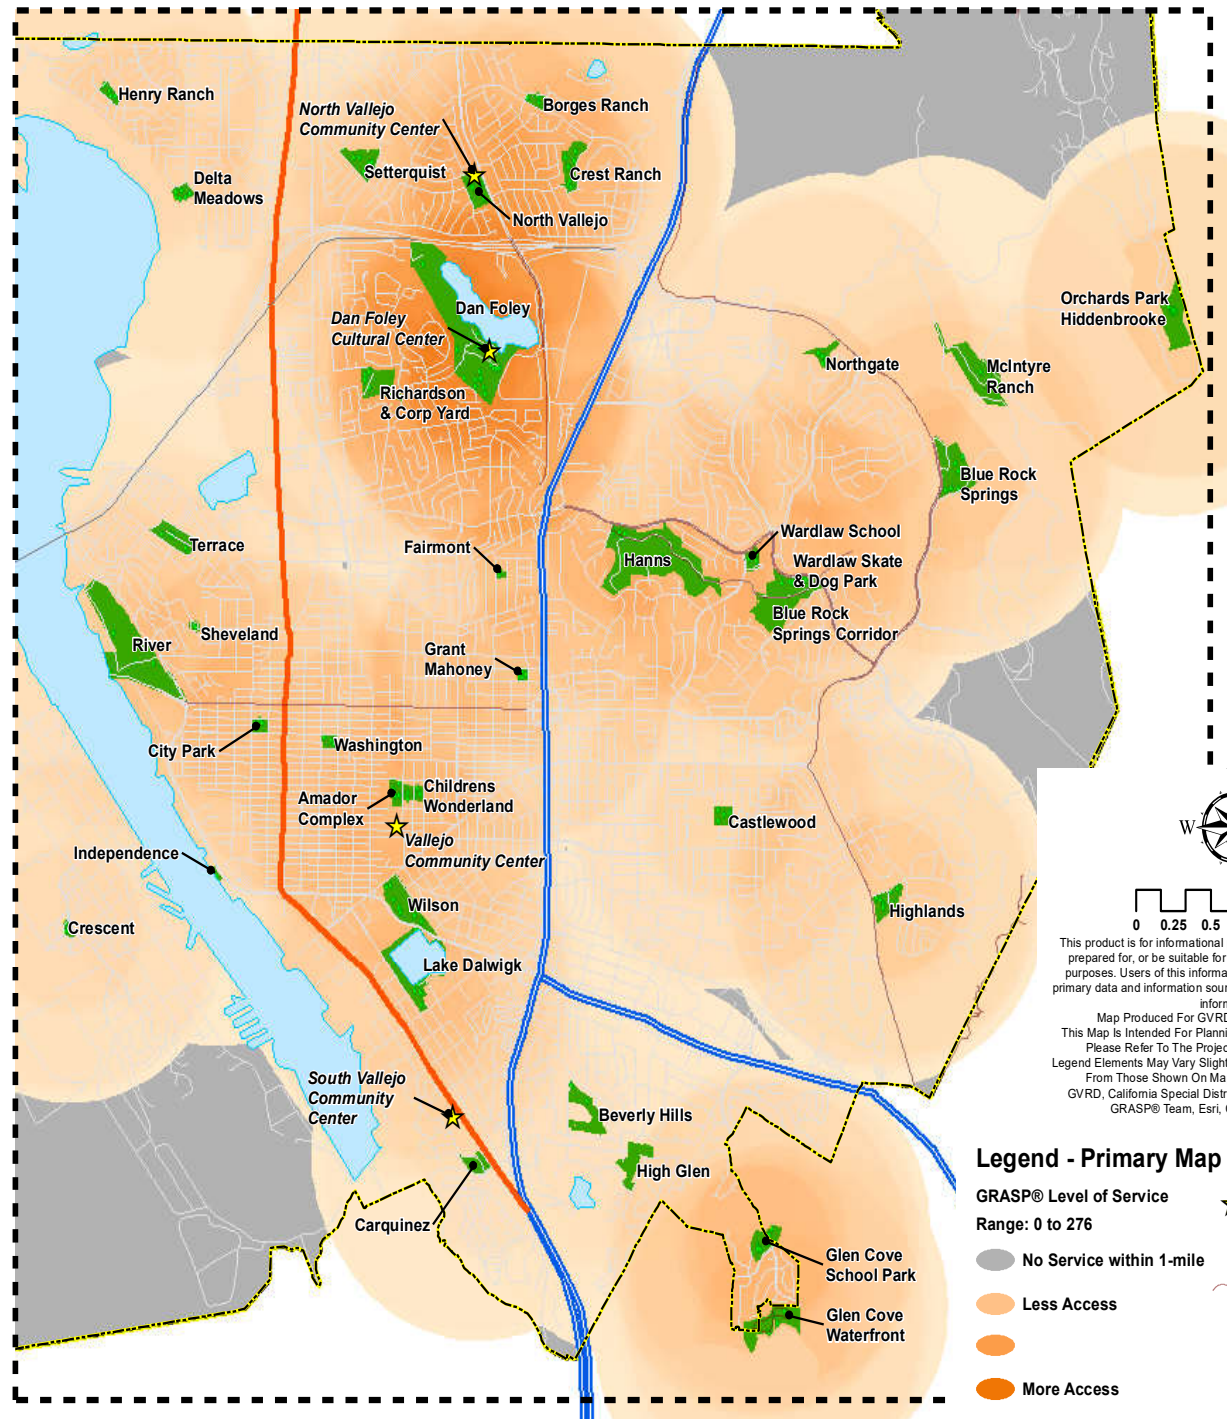 Henry Ranch
North Vallejo
Community Center
Borges Ranch
Delta
Meadows
Setterquist
Crest Ranch
North Vallejo
Dan Foley
Dan Foley
Cultural Center
Orchards Park
Hiddenbrooke
Northgate
McIntyre
Ranch
Richardson
& Corp Yard
Blue Rock
Springs
Terrace
Fairmont
Hanns
Wardlaw School
Wardlaw Skate
& Dog Park
Blue Rock
Springs Corridor
River
Sheveland
Grant
Mahoney
City Park
Washington
Amador
Complex
Childrens
Wonderland
Castlewood
Vallejo
Community Center
Independence
Crescent
Wilson
Highlands
Lake Dalwigk
South Vallejo
Community
Center
Beverly Hills
High Glen
Carquinez
Glen Cove
School Park
Glen Cove
Waterfront
W
0 0.25 0.5
This product is for informational
prepared for, or be suitable for
purposes. Users of this informa
primary data and information sour
inforn
Map Produced For GVRD
This Map Is Intended For Planni
Please Refer To The Projec
Legend Elements May Vary Slight
From Those Shown On Ma
GVRD, California Special Distr
GRASP® Team, Esri,
Legend - Primary Map
GRASP® Level of Service
Range: 0 to 276
No Service within 1-mile
Less Access
More Access